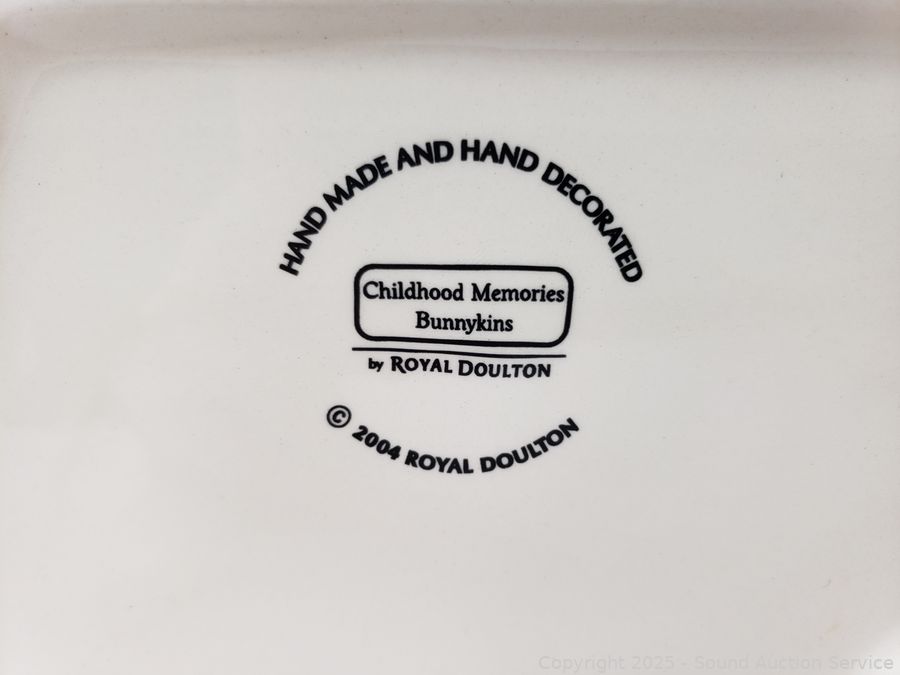 HAND MADE AND HAND DECORATED
Childhood Memories
Bunnykins
by ROYAL DOULTON
© 2004 ROYAL DOULTON
Copyright 2025 - Sound Auction Service